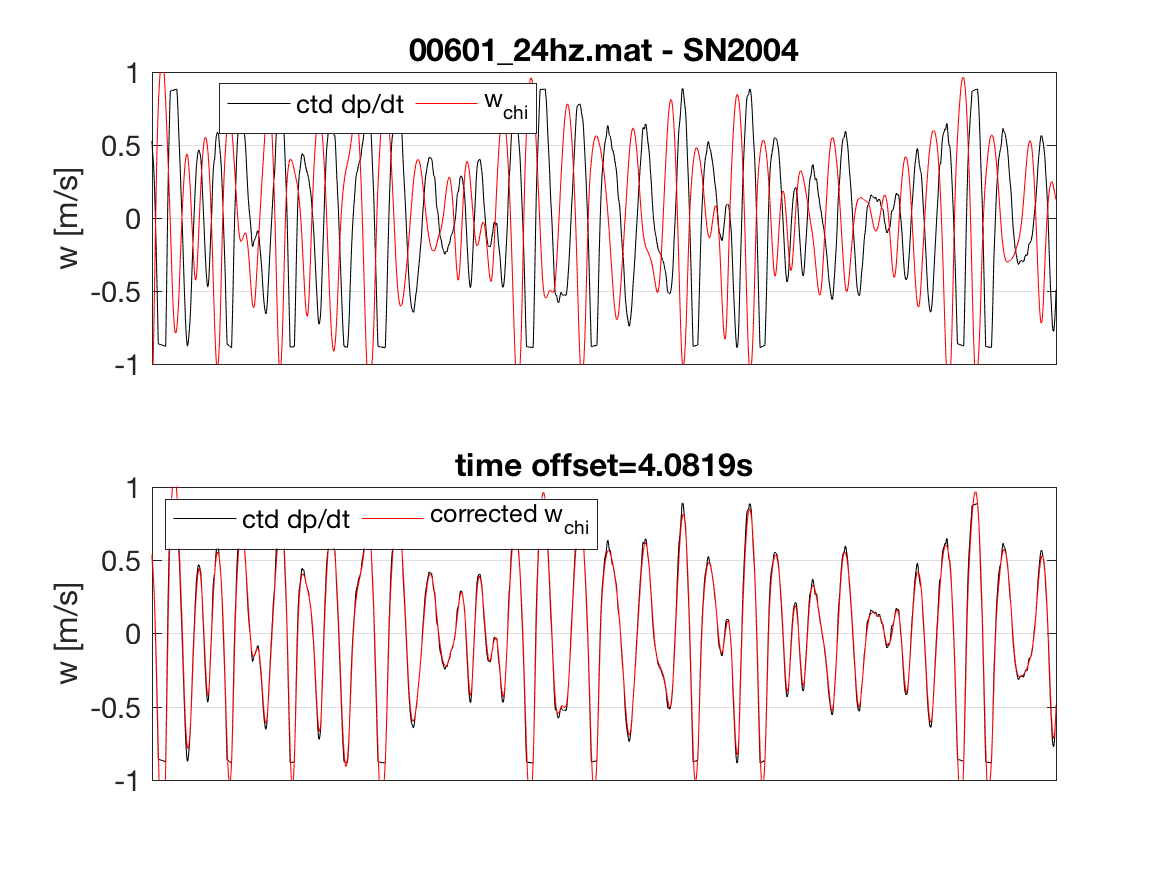 00601_24hz.mat - SN2004
1
ctd dp/dt w_chi
0.5
0
-0.5
-1
w [m/s]
time offset=4.0819s
1
ctd dp/dt corrected w_chi
0.5
0
-0.5
-1
w [m/s]